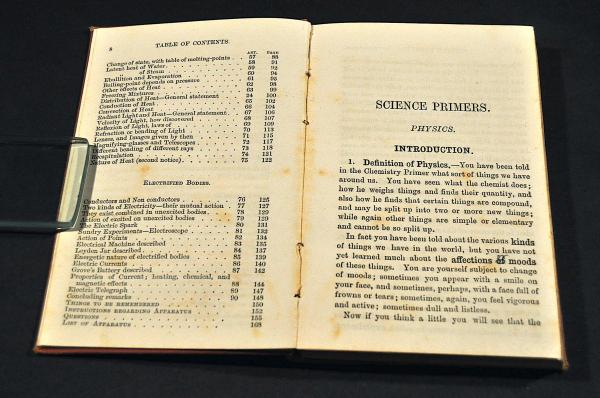 8 TABLE OF CONTENTS.
ART. PAGE
Change of state, with table of melting-points . 57 88
Latent heat of Water . . . 58 91
of Steam . . . 59 92
Ebullition and Evaporation . . . 60 94
Boiling-point depends on pressure . . . 61 95
Other effects of Heat . . . 62 98
Freezing Mixtures . . . 63 99
Distribution of Heat—General statement . 24 100
Conduction of Heat . . . 65 102
Convection of Heat . . . 66 104
Radiant Light and Heat—General statement . 67 106
Velocity of Light, how discovered . . . 68 107
Reflexion of Light, laws of . . . 69 109
Refraction or bending of Light . . . 70 113
Lenses, and Images given by them . . . 71 115
Magnifying-glasses and Telescopes . . . 72 117
Different bending of different rays . . . 73 118
Recapitulation . . . 74 121
Nature of Heat (second notice) . . . 75 122
ELECTRIFIED BODIES.
Conductors and Non conductors . . . 76 125
Two kinds of Electricity—their mutual action . 77 127
They exist combined in unexcited bodies . . 78 129
Action of excited on unexcited bodies . . 79 129
The Electric Spark . . . 80 131
Sundry Experiments—Electroscope . . . 81 132
Action of Points . . . 82 134
Electrical Machine described . . . 83 135
Leyden Jar described . . . 84 137
Energetic nature of electrified bodies . . . 85 139
Electric Currents . . . 86 140
Grove's Battery described . . . 87 142
Properties of Current; heating, chemical, and
magnetic effects . . . 88 144
Electric Telegraph . . . 89 147
Concluding remarks . . . 90 148
THINGS TO BE REMEMBERED . . . 150
INSTRUCTIONS REGARDING APPARATUS . . . 152
QUESTIONS . . . 155
LIST OF APPARATUS . . . 168
SCIENCE PRIMERS.
PHYSICS.
INTRODUCTION.
1. Definition of Physics.—You have been told
in the Chemistry Primer what sort of things we have
around us. You have seen what the chemist does;
how he weighs things and finds their quantity, and
also how he finds that certain things are compound,
and may be split up into two or more new things;
while again other things are simple or elementary
and cannot be so split up.
In fact you have been told about the various kinds
of things we have in the world, but you have not
yet learned much about the affections moods
of these things. You are yourself subject to change
of moods; sometimes you appear with a smile on
your face, and sometimes, perhaps, with a face full of
frowns or tears; sometimes, again, you feel vigorous
and active; sometimes dull and listless.
Now if you think a little you will see that the